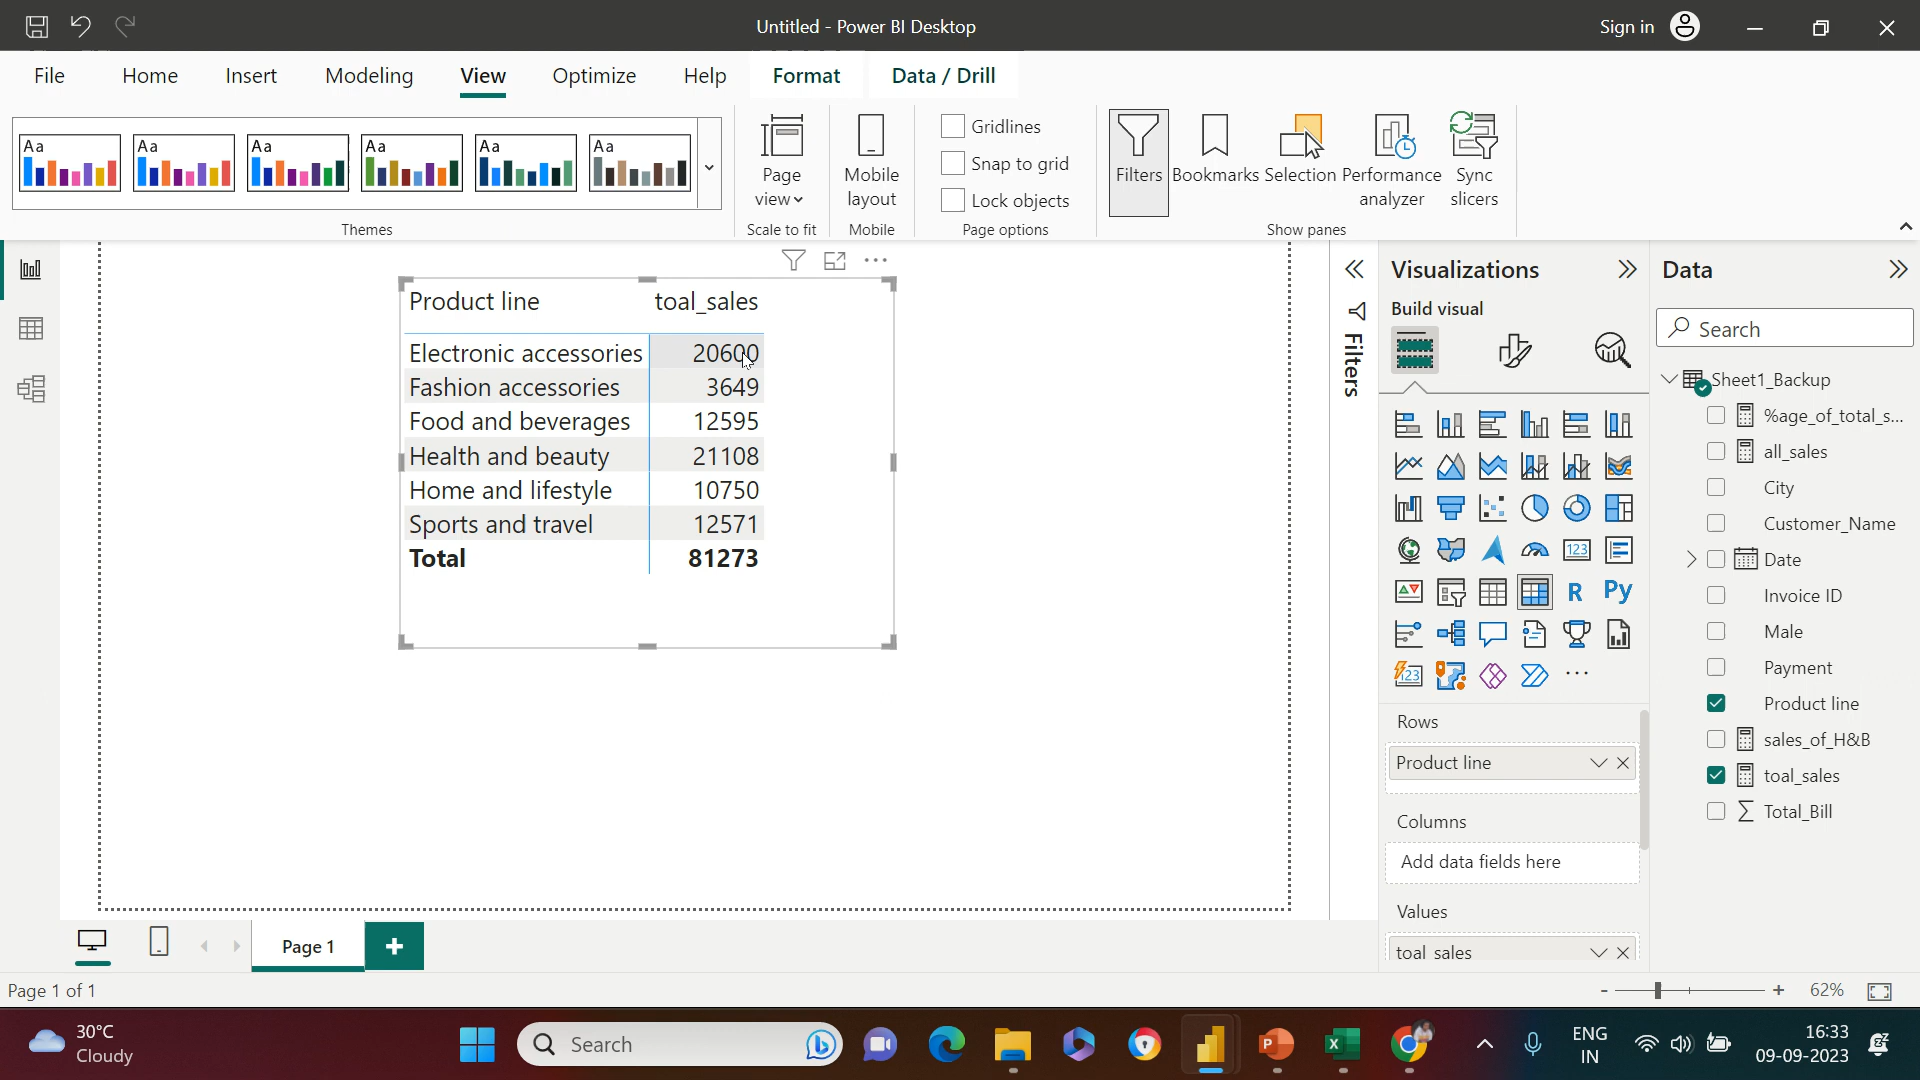 Untitled - Power BI Desktop
Sign in
File Home Insert Modeling View Optimize Help Format Data / Drill
Aa Aa Aa Aa Aa Aa
Themes
Page view
Scale to fit
Mobile layout
Mobile
Gridlines
Snap to grid
Lock objects
Page options
Filters Bookmarks Selection Performance analyzer Sync slicers
Show panes
Product line toal_sales
Electronic accessories 20600
Fashion accessories 3649
Food and beverages 12595
Health and beauty 21108
Home and lifestyle 10750
Sports and travel 12571
Total 81273
Filters
Visualizations
Build visual
123
R Py
123
Rows
Product line
Columns
Add data fields here
Values
toal sales
Data
Search
Sheet1_Backup
%age_of_total_s...
all_sales
City
Customer_Name
Date
Invoice ID
Male
Payment
Product line
sales_of_H&B
toal_sales
Total_Bill
Page 1
Page 1 of 1
- + 62%
30°C
Cloudy
Search
ENG
IN
16:33
09-09-2023